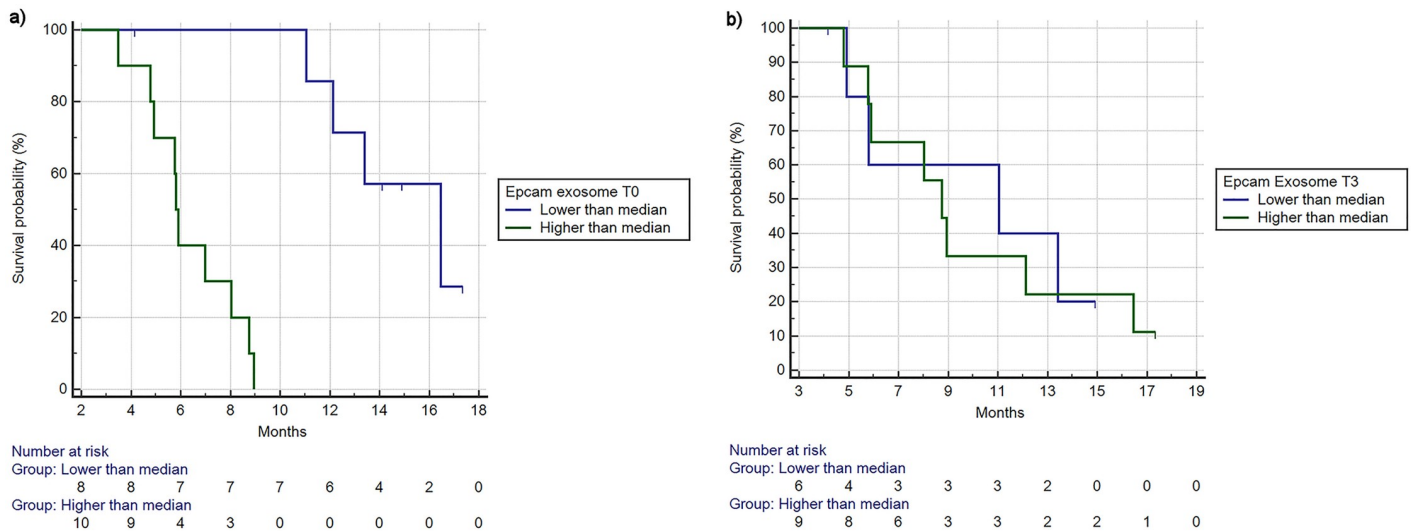 a)
Survival probability (%)
100
80
60
40
20
0
2 4 6 8 10 12 14 16 18
Months
Epcam exosome T0
Lower than median
Higher than median
Number at risk
Group: Lower than median
8 8 7 7 7 6 4 2 0
Group: Higher than median
10 9 4 3 0 0 0 0 0
b)
Survival probability (%)
100
90
80
70
60
50
40
30
20
10
0
3 5 7 9 11 13 15 17 19
Months
Epcam Exosome T3
Lower than median
Higher than median
Number at risk
Group: Lower than median
6 4 3 3 3 2 0 0 0
Group: Higher than median
9 8 6 3 3 2 2 1 0